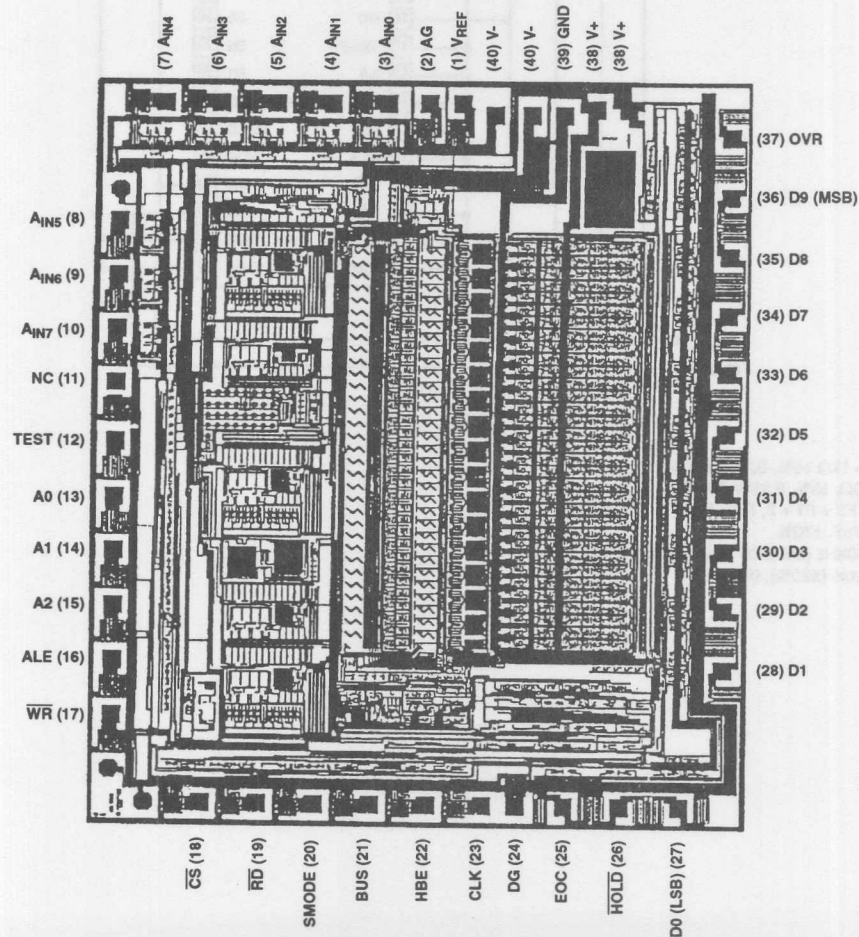 (7) AIN4
(6) AIN3
(5) AIN2
(4) AIN1
(3) AIN0
(2) AG
(1) VREF
(40) V-
(40) V-
(39) GND
(38) V+
(38) V+
AIN5 (8)
AIN6 (9)
AIN7 (10)
NC (11)
TEST (12)
A0 (13)
A1 (14)
A2 (15)
ALE (16)
W̅R̅ (17)
(37) OVR
(36) D9 (MSB)
(35) D8
(34) D7
(33) D6
(32) D5
(31) D4
(30) D3
(29) D2
(28) D1
C̅S̅ (18)
R̅D̅ (19)
SMODE (20)
BUS (21)
HBE (22)
CLK (23)
DG (24)
EOC (25)
H̅O̅L̅D̅ (26)
D0 (LSB) (27)